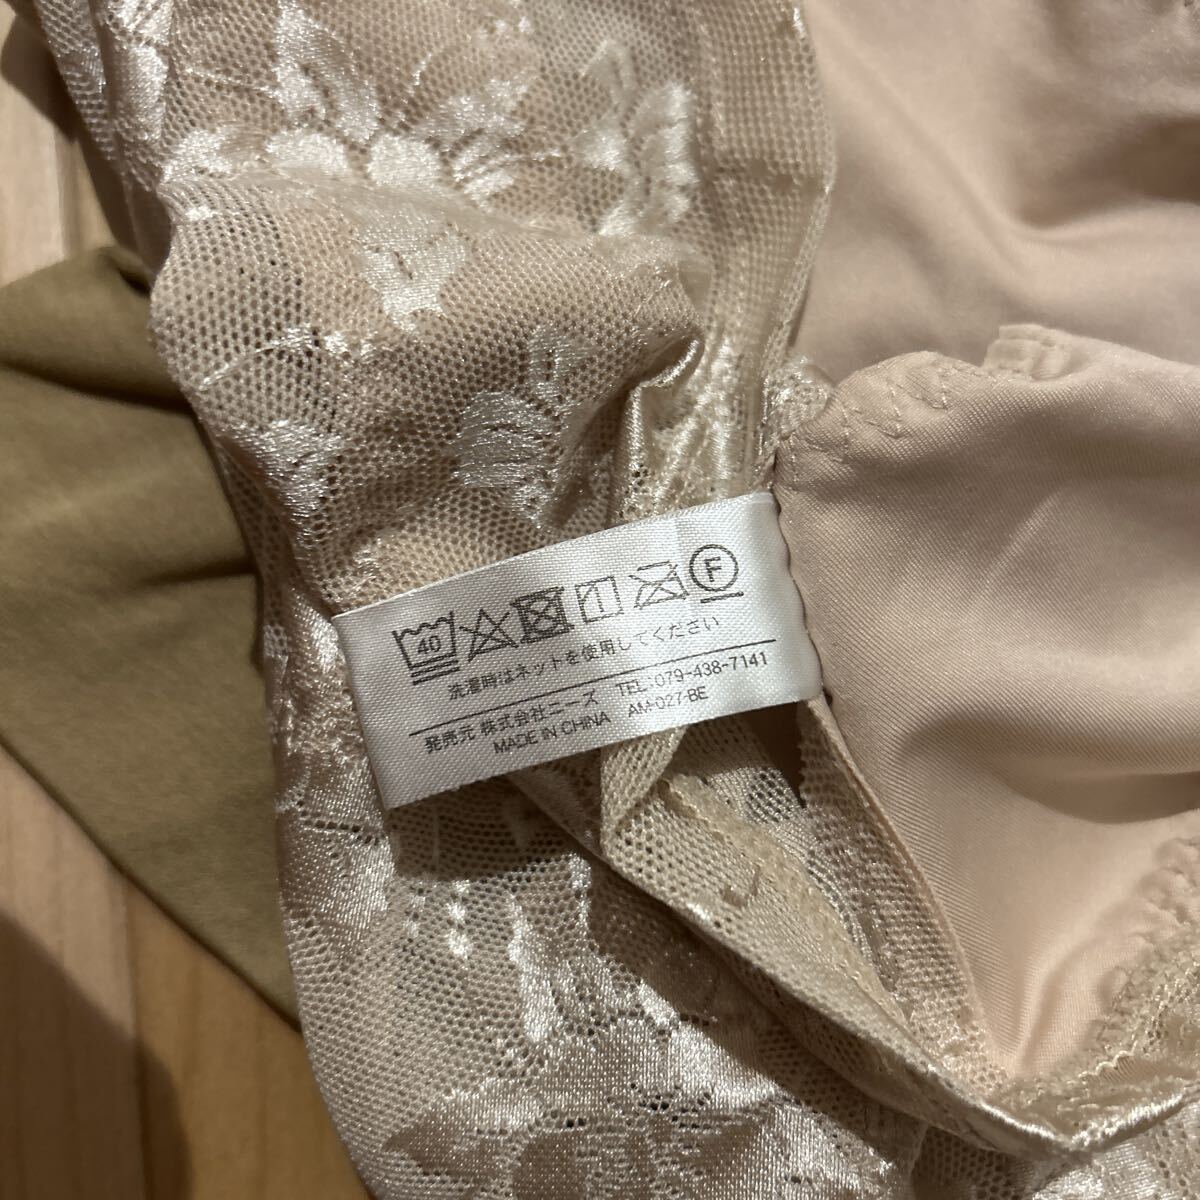 40 F
洗濯時はネットを使用してください
発売元 株式会社ニーズ TEL:079-438-7141
MADE IN CHINA AM-027-BE